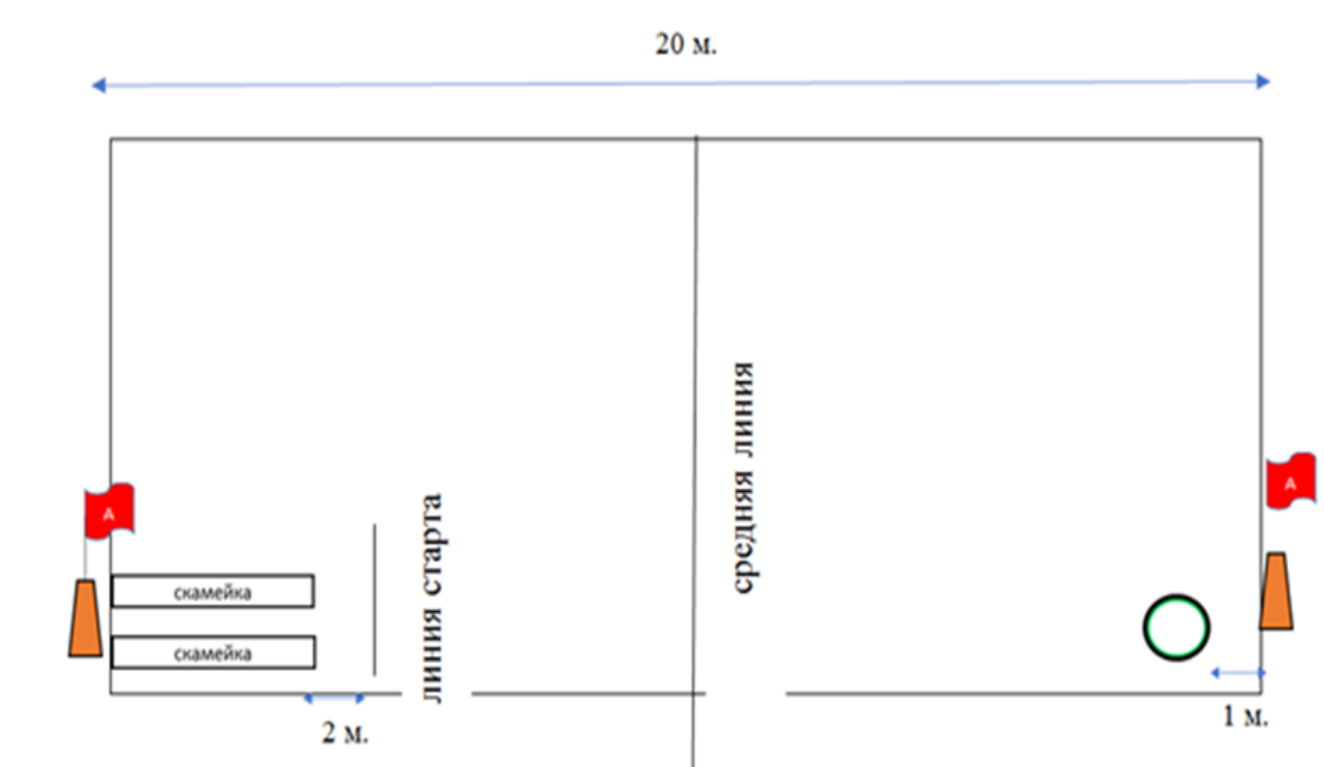 20 м.
средняя линия
А
А
линия старта
скамейка
скамейка
2 м.
1 м.